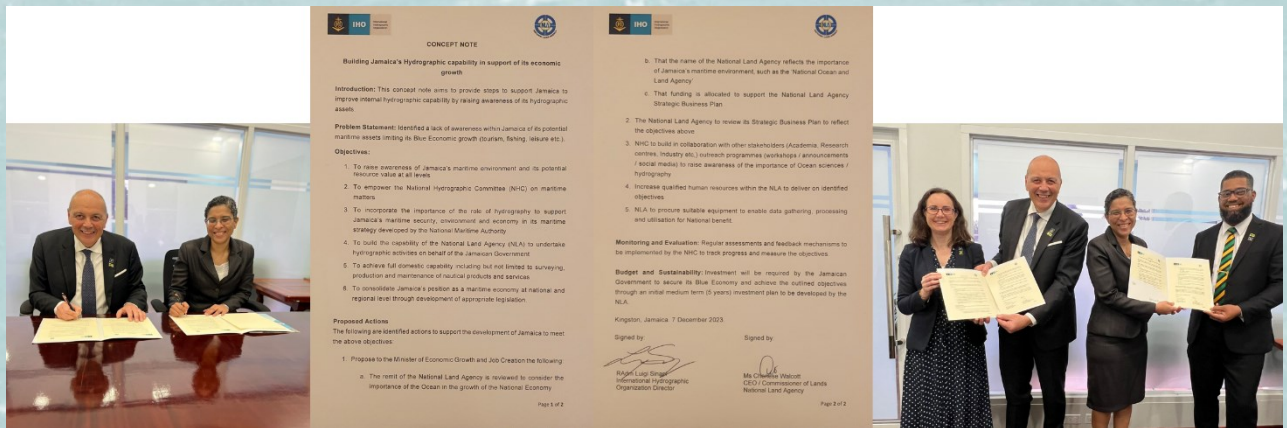 IHO
International
Hydrographic
Organization
CONCEPT NOTE
Building Jamaica's Hydrographic capability in support of its economic
growth
Introduction: This concept note aims to provide steps to support Jamaica to
improve internal hydrographic capability by raising awareness of its hydrographic
assets.
Problem Statement: Identified a lack of awareness within Jamaica of its potential
maritime assets limiting its Blue Economic growth (tourism, fishing, leisure etc.).
Objectives:
1. To raise awareness of Jamaica's maritime environment and its potential
resource value at all levels
2. To empower the National Hydrographic Committee (NHC) on maritime
matters
3. To incorporate the importance of the role of hydrography to support
Jamaica's maritime security, environment and economy in its maritime
strategy developed by the National Maritime Authority
4. To build the capability of the National Land Agency (NLA) to undertake
hydrographic activities on behalf of the Jamaican Government
5. To achieve full domestic capability including but not limited to surveying,
production and maintenance of nautical products and services
6. To consolidate Jamaica's position as a maritime economy at national and
regional level through development of appropriate legislation.
Proposed Actions
The following are identified actions to support the development of Jamaica to meet
the above objectives:
1. Propose to the Minister of Economic Growth and Job Creation the following:
a. The remit of the National Land Agency is reviewed to consider the
importance of the Ocean in the growth of the National Economy
Page 1 of 2
IHO
International
Hydrographic
Organization
b. That the name of the National Land Agency reflects the importance
of Jamaica's maritime environment, such as the 'National Ocean and
Land Agency'
c. That funding is allocated to support the National Land Agency
Strategic Business Plan
2. The National Land Agency to review its Strategic Business Plan to reflect
the objectives above
3. NHC to build in collaboration with other stakeholders (Academia, Research
centres, Industry etc.) outreach programmes (workshops / announcements
/ social media) to raise awareness of the importance of Ocean sciences /
hydrography
4. Increase qualified human resources within the NLA to deliver on identified
objectives
5. NLA to procure suitable equipment to enable data gathering, processing
and utilisation for National benefit.
Monitoring and Evaluation: Regular assessments and feedback mechanisms to
be implemented by the NHC to track progress and measure the objectives.
Budget and Sustainability: Investment will be required by the Jamaican
Government to secure its Blue Economy and achieve the outlined objectives
through an initial medium term (5 years) investment plan to be developed by the
NLA.
Kingston, Jamaica. 7 December 2023.
Signed by: Signed by:
RAdm Luigi Sinapi
International Hydrographic
Organization Director
Ms Walcott
CEO / Commissioner of Lands
National Land Agency
Page 2 of 2